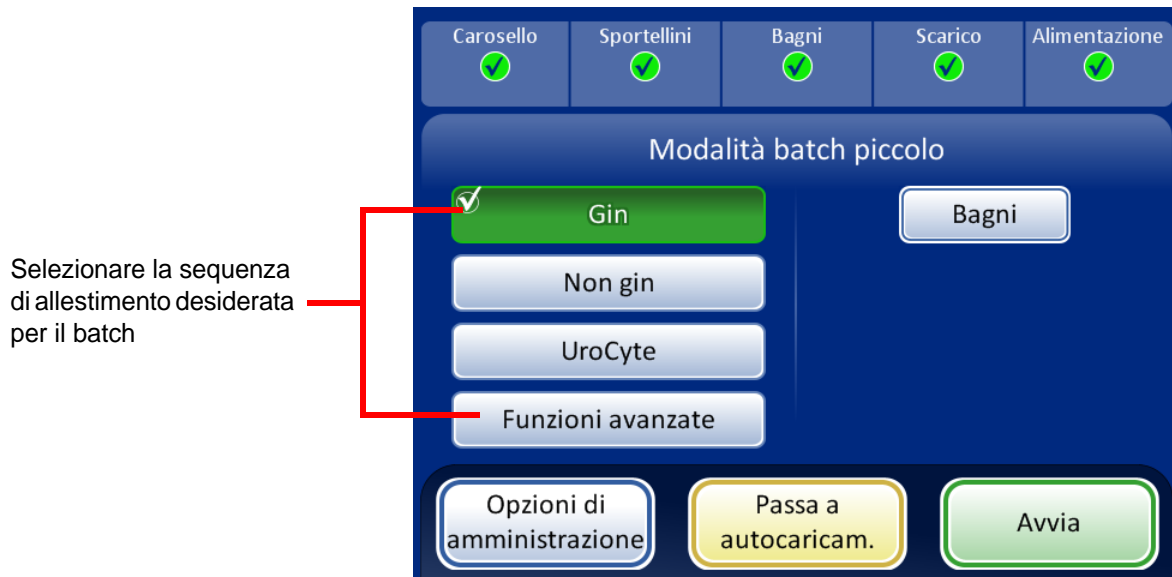 Carosello
Sportellini
Bagni
Scarico
Alimentazione
Modalità batch piccolo
Gin
Bagni
Non gin
UroCyte
Funzioni avanzate
Selezionare la sequenza
di allestimento desiderata
per il batch
Opzioni di
amministrazione
Passa a
autocaricam.
Avvia